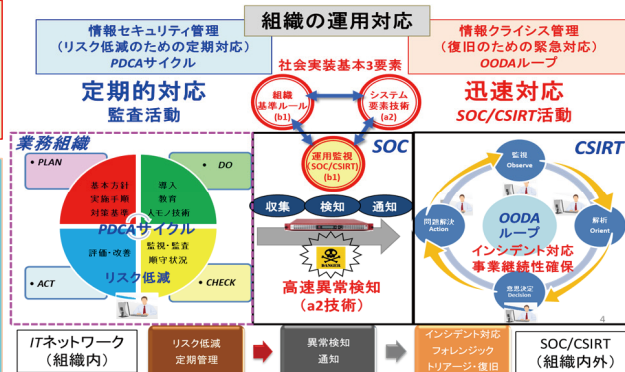 組織の運用対応
情報セキュリティ管理
(リスク低減のための定期対応)
PDCAサイクル
情報クライシス管理
(復旧のための緊急対応)
OODAループ
社会実装基本3要素
定期的対応
監査活動
組織
基準ルール
(b1)
システム
要素技術
(a2)
迅速対応
SOC/CSIRT活動
業務組織
運用監視
(SOC/CSIRT)
(b1)
SOC
CSIRT
• PLAN
• DO
基本方針
実施手順
対策基準
導入
教育
人モノ技術
PDCAサイクル
評価・改善
監視・監査
順守状況
リスク低減
• ACT
• CHECK
収集
検知
通知
DANGER
高速異常検知
(a2技術)
監視
Observe
問題解決
Action
OODA
ループ
解析
Orient
インシデント対応
事業継続性確保
意思決定
Decision
4
ITネットワーク
(組織内)
リスク低減
定期管理
異常検知
通知
インシデント対応
フォレンジック
トリアージ・復旧
SOC/CSIRT
(組織内外)